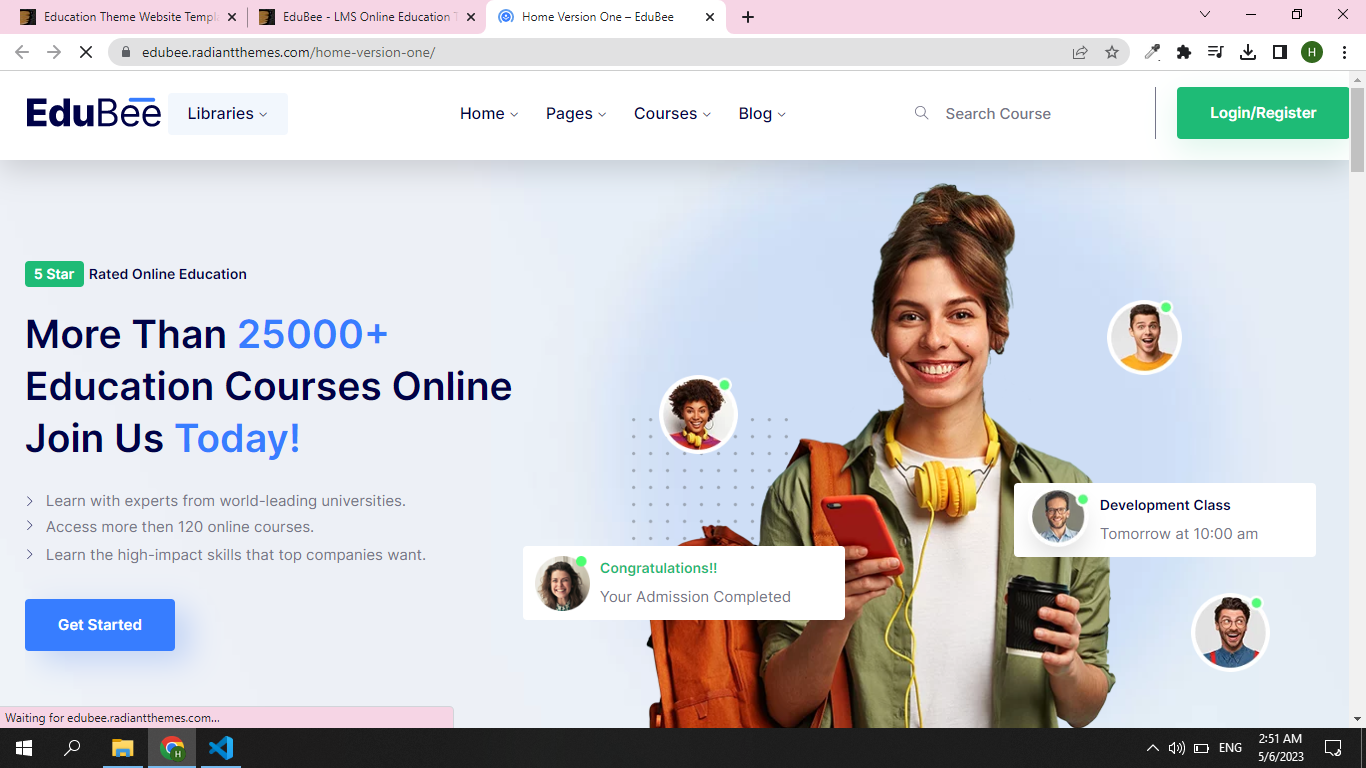 Education Theme Website Templa
EduBee - LMS Online Education T
Home Version One – EduBee
edubee.radiantthemes.com/home-version-one/
H
EduBee
Libraries
Home
Pages
Courses
Blog
Search Course
Login/Register
5 Star Rated Online Education
More Than 25000+
Education Courses Online
Join Us Today!
Learn with experts from world-leading universities.
Access more then 120 online courses.
Learn the high-impact skills that top companies want.
Get Started
Congratulations!!
Your Admission Completed
Development Class
Tomorrow at 10:00 am
Waiting for edubee.radiantthemes.com...
H
ENG
2:51 AM
5/6/2023